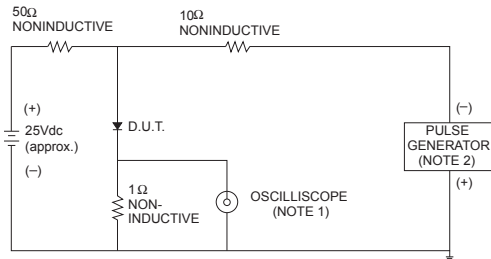 50Ω
NONINDUCTIVE
10Ω
NONINDUCTIVE
(+)
25Vdc
(approx.)
(–)
D.U.T.
1Ω
NON-
INDUCTIVE
OSCILLISCOPE
(NOTE 1)
(–)
PULSE
GENERATOR
(NOTE 2)
(+)